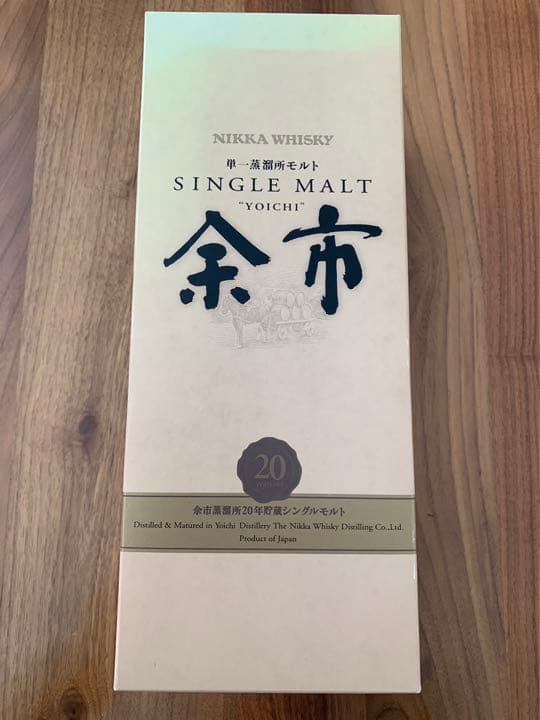 NIKKA WHISKY
単一蒸溜所モルト
SINGLE MALT
"YOICHI"
余市
20
余市蒸溜所20年貯蔵シングルモルト
Distilled & Matured in Yoichi Distillery The Nikka Whisky Distilling Co.,Ltd.
Product of Japan